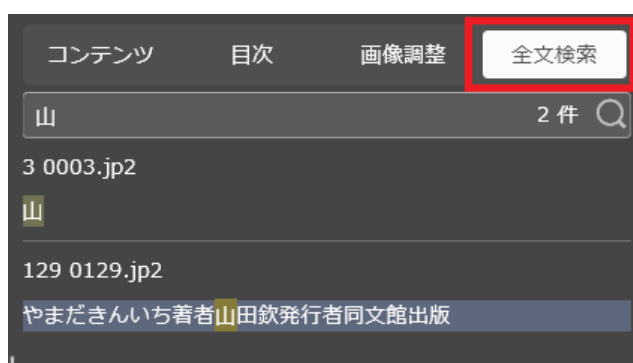 コンテンツ 目次 画像調整 全文検索
山 2 件
3 0003.jp2
山
129 0129.jp2
やまだきんいち著者山田欽発行者同文館出版